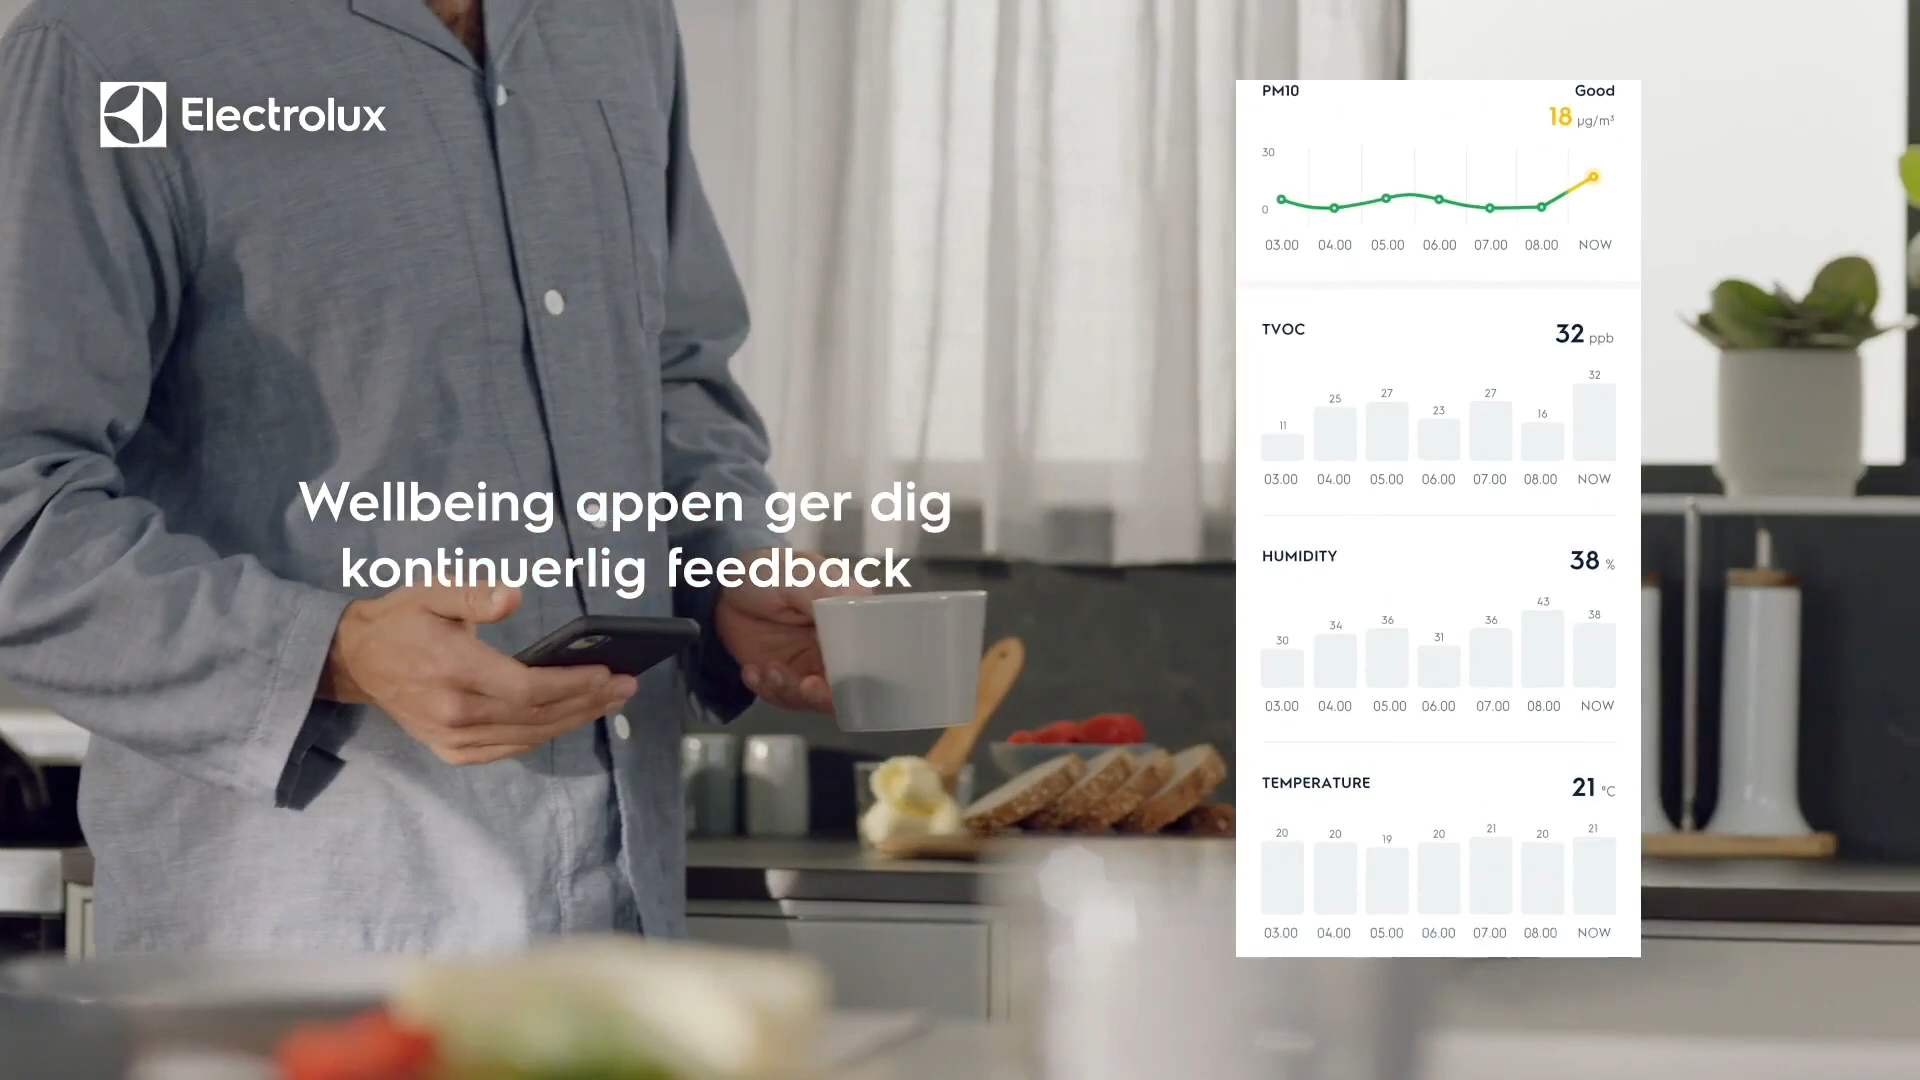 Electrolux
Wellbeing appen ger dig
kontinuerlig feedback
PM10 Good
18 µg/m³
30
0
03.00 04.00 05.00 06.00 07.00 08.00 NOW
TVOC 32 ppb
11 25 27 23 27 16 32
03.00 04.00 05.00 06.00 07.00 08.00 NOW
HUMIDITY 38 %
30 34 36 31 36 43 38
03.00 04.00 05.00 06.00 07.00 08.00 NOW
TEMPERATURE 21 °C
20 20 19 20 21 20 21
03.00 04.00 05.00 06.00 07.00 08.00 NOW